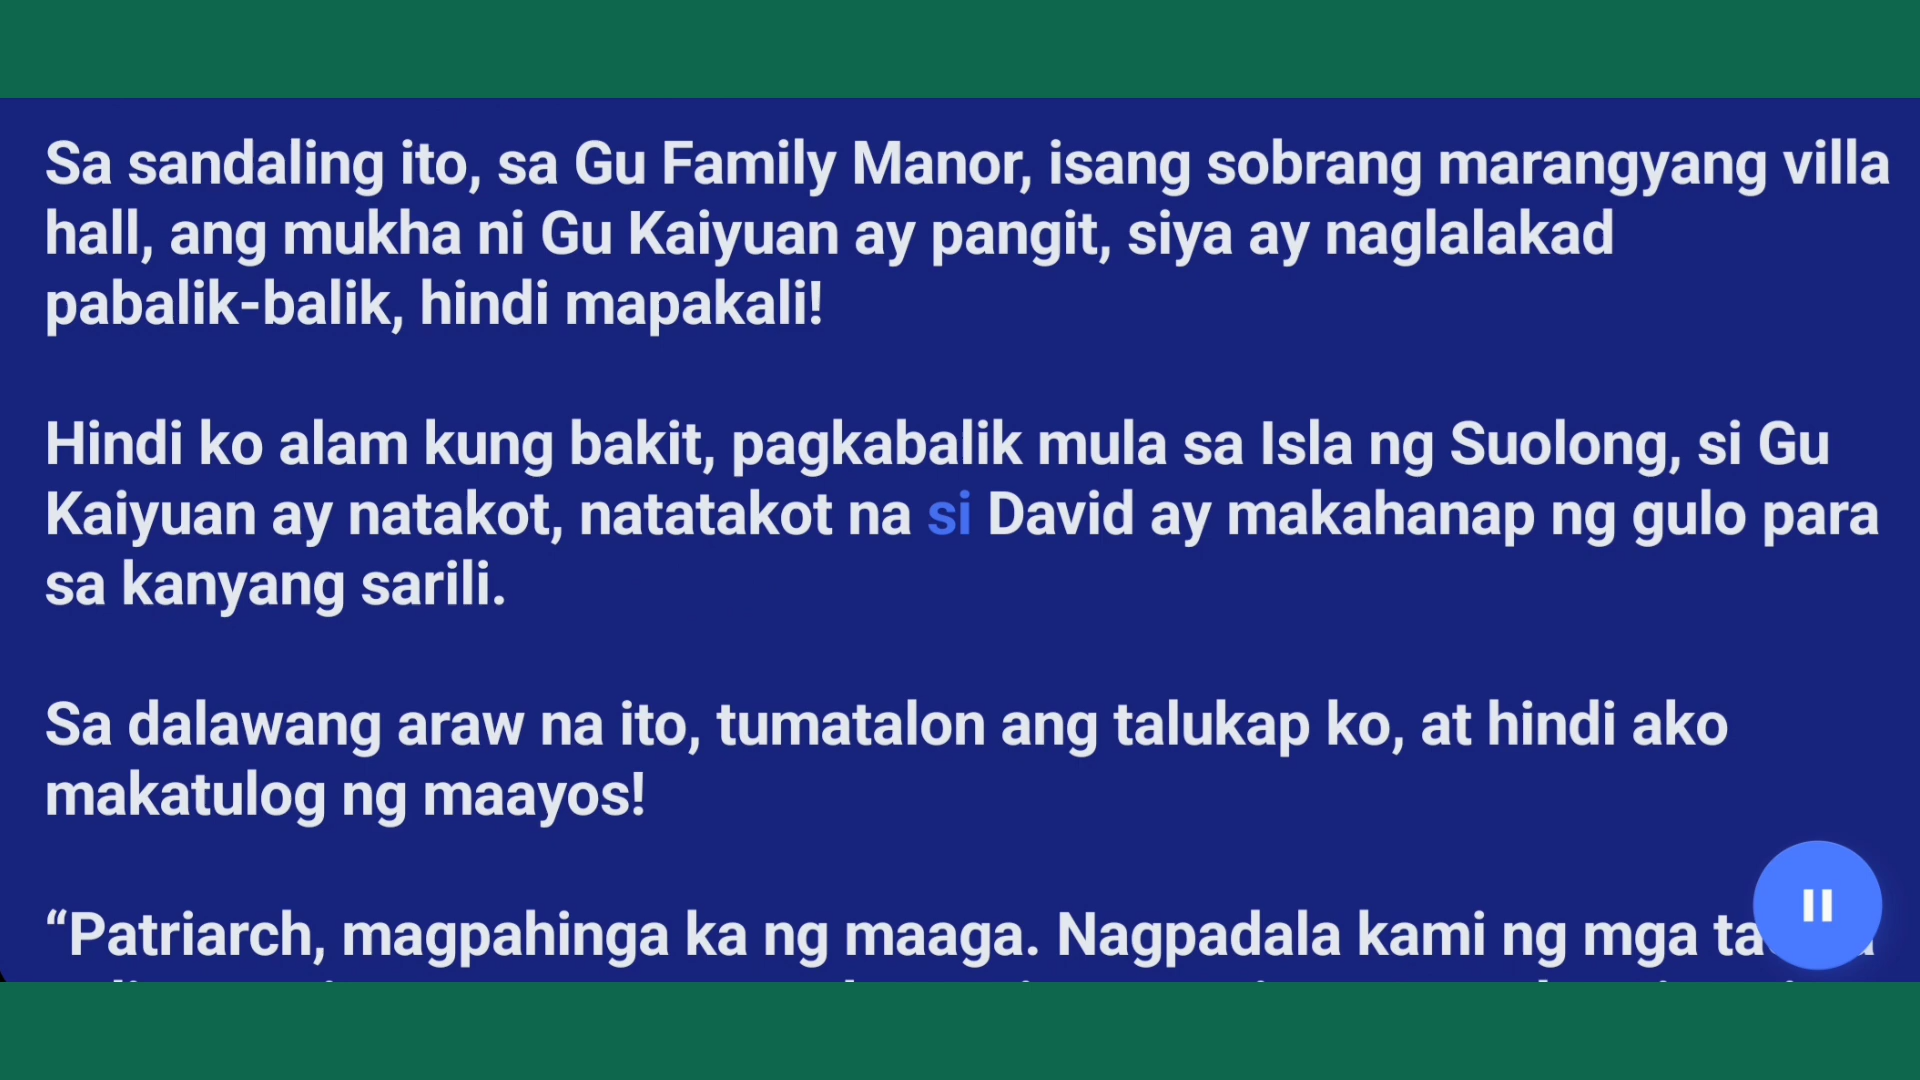 Sa sandaling ito, sa Gu Family Manor, isang sobrang marangyang villa
hall, ang mukha ni Gu Kaiyuan ay pangit, siya ay naglalakad
pabalik-balik, hindi mapakali!
Hindi ko alam kung bakit, pagkabalik mula sa Isla ng Suolong, si Gu
Kaiyuan ay natakot, natatakot na si David ay makahanap ng gulo para
sa kanyang sarili.
Sa dalawang araw na ito, tumatalon ang talukap ko, at hindi ako
makatulog ng maayos!
“Patriarch, magpahinga ka ng maaga. Nagpadala kami ng mga